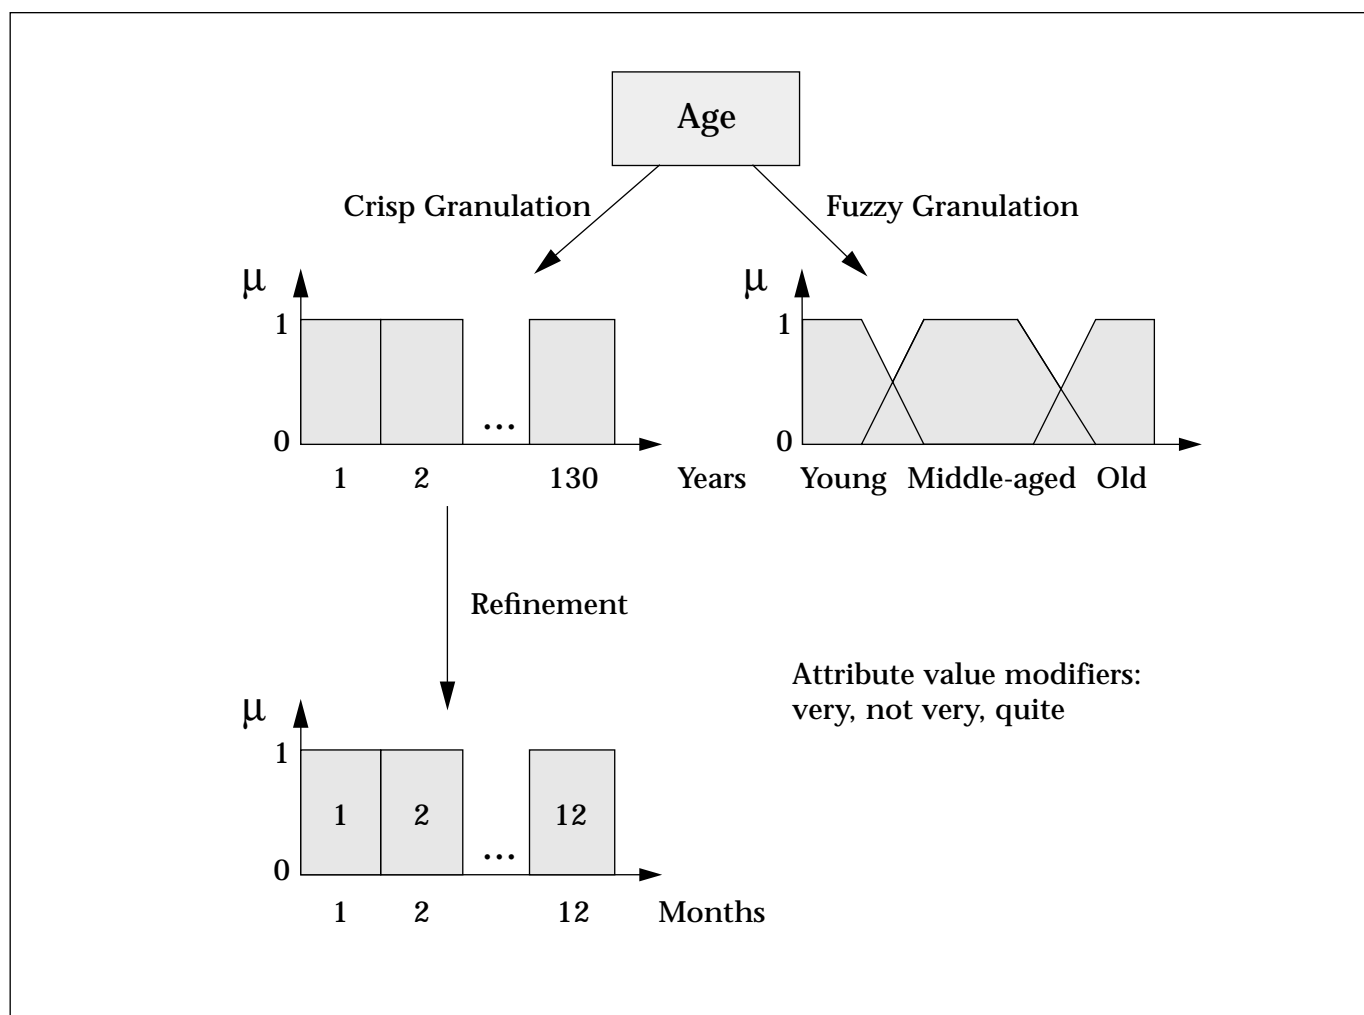 Age
Crisp Granulation
Fuzzy Granulation
μ
1
0
...
1 2 130 Years
μ
1
0
Young Middle-aged Old
Refinement
Attribute value modifiers:
very, not very, quite
μ
1
0
1 2 ... 12
1 2 12 Months